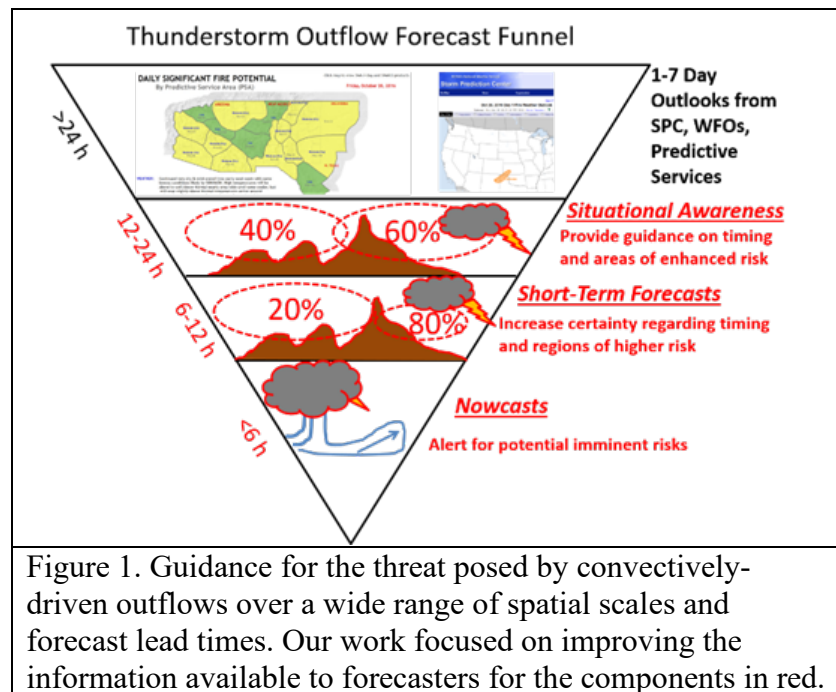 Thunderstorm Outflow Forecast Funnel
DAILY SIGNIFICANT FIRE POTENTIAL
By Predictive Service Area (PSA)
Friday, October 28, 2016
Storm Prediction Center
>24 h
1-7 Day
Outlooks from
SPC, WFOs,
Predictive
Services
12-24 h
40%
60%
Situational Awareness
Provide guidance on timing
and areas of enhanced risk
6-12 h
20%
80%
Short-Term Forecasts
Increase certainty regarding timing
and regions of higher risk
<6 h
Nowcasts
Alert for potential imminent risks
Figure 1. Guidance for the threat posed by convectively-
driven outflows over a wide range of spatial scales and
forecast lead times. Our work focused on improving the
information available to forecasters for the components in red.